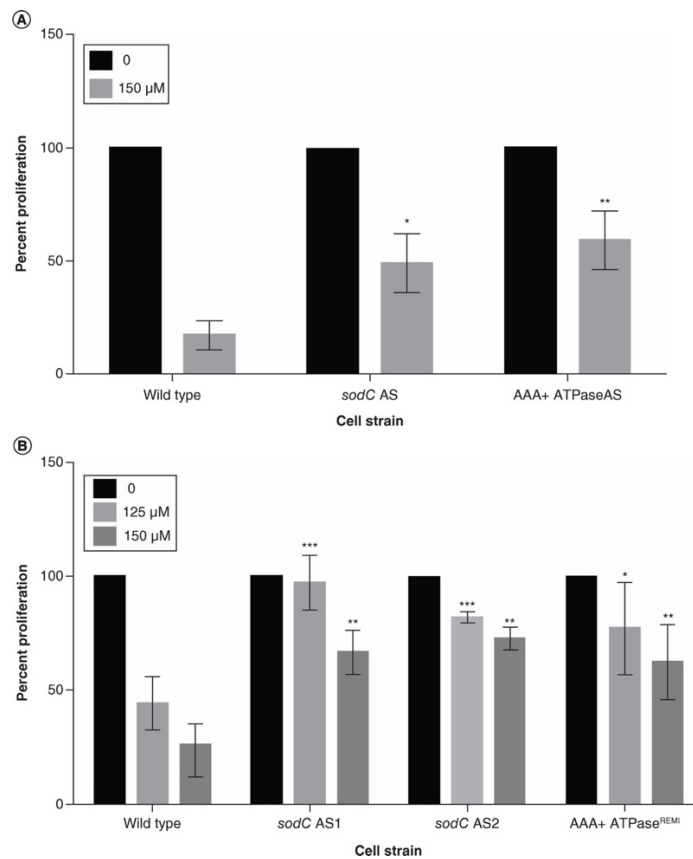 A
150
100
50
0
Percent proliferation
0
150 µM
*
**
Wild type
sodC AS
AAA+ ATPaseAS
Cell strain
B
150
100
50
0
Percent proliferation
0
125 µM
150 µM
***
**
***
**
*
**
Wild type
sodC AS1
sodC AS2
AAA+ ATPaseREMI
Cell strain